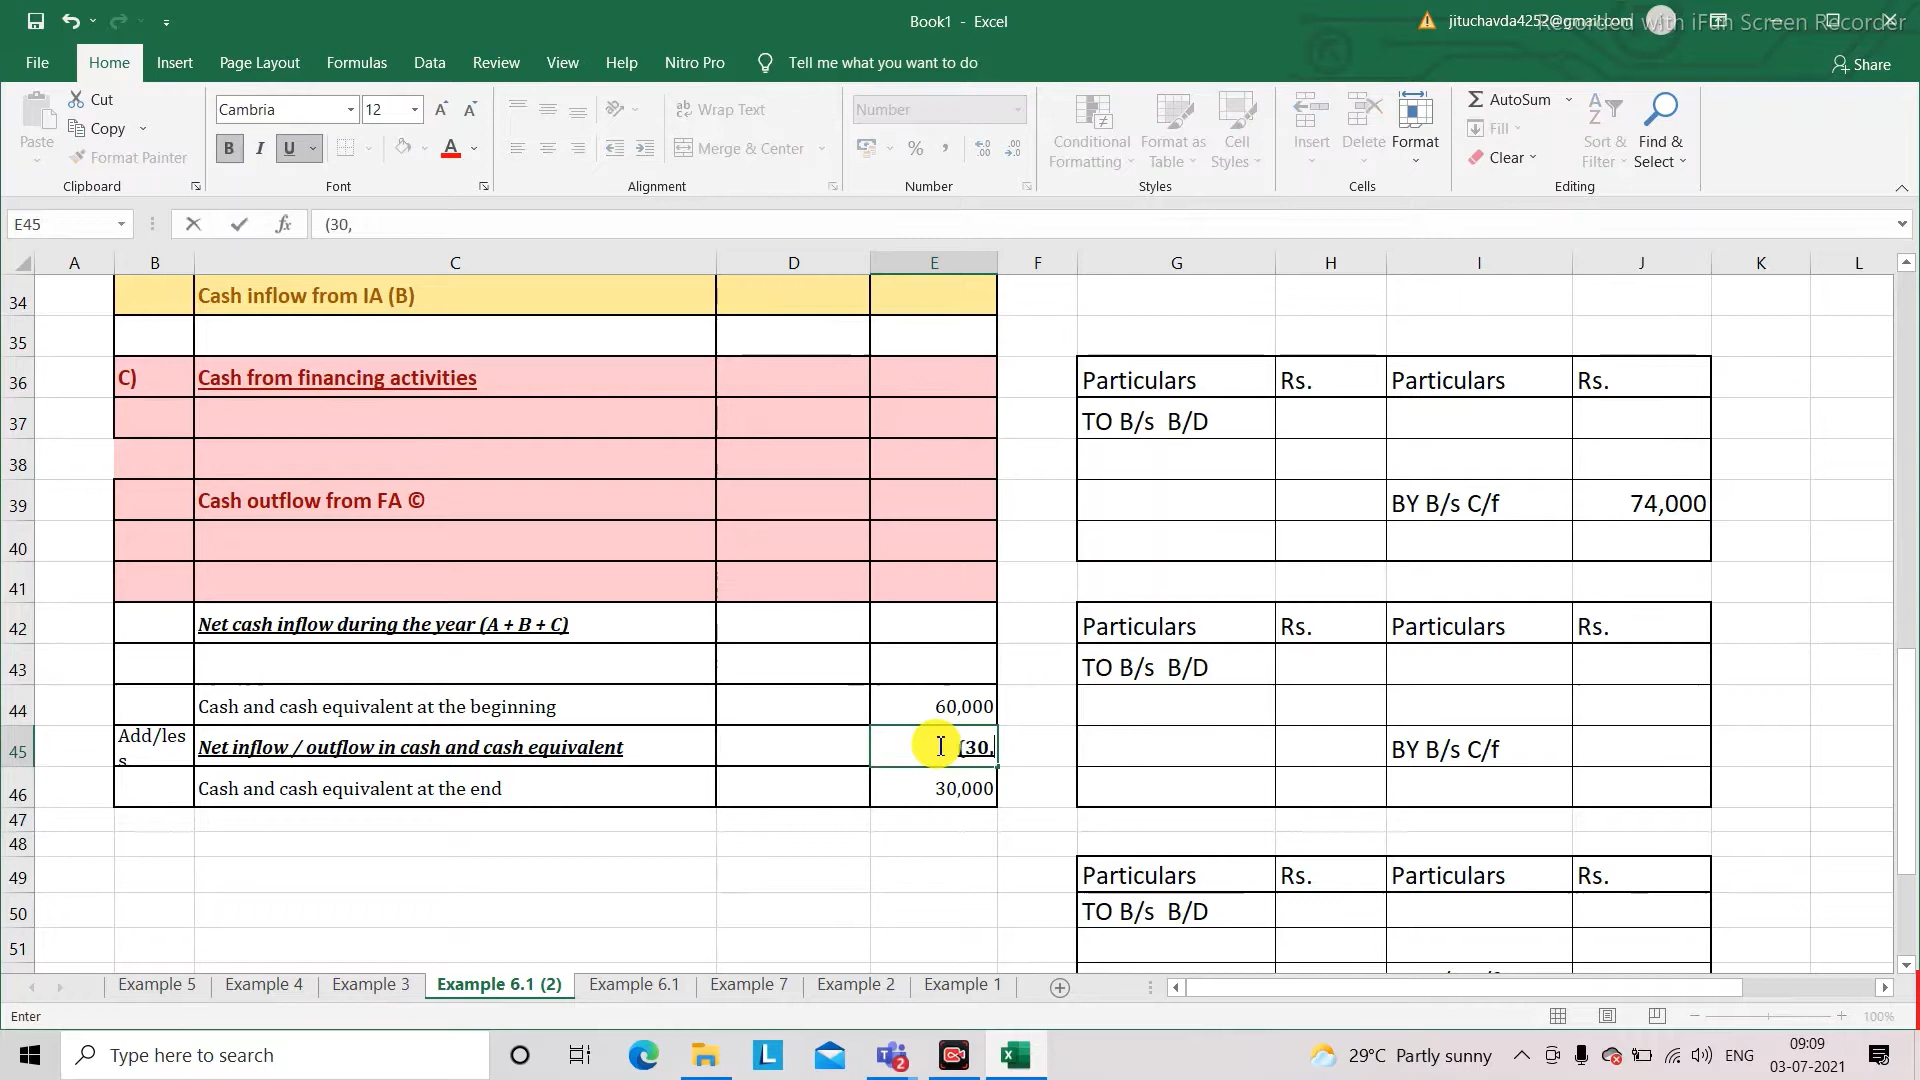 Book1 - Excel
jituchavda4252@gmail.com
Recorded with iFun Screen Recorder
File Home Insert Page Layout Formulas Data Review View Help Nitro Pro Tell me what you want to do Share
Paste Cut Copy Format Painter Clipboard
Cambria 12 B I U A Font
ab Wrap Text Merge & Center Alignment
Number % , Number
Conditional Formatting Format as Table Cell Styles Styles
Insert Delete Format Cells
AutoSum Fill Clear Sort & Filter Find & Select Editing
E45 fx (30,
A B C D E F G H I J K L
34 Cash inflow from IA (B)
35
36 C) Cash from financing activities Particulars Rs. Particulars Rs.
37 TO B/s B/D
38
39 Cash outflow from FA © BY B/s C/f 74,000
40
41
42 Net cash inflow during the year (A + B + C) Particulars Rs. Particulars Rs.
43 TO B/s B/D
44 Cash and cash equivalent at the beginning 60,000
45 Add/less Net inflow / outflow in cash and cash equivalent (30, BY B/s C/f
46 Cash and cash equivalent at the end 30,000
47
48
49 Particulars Rs. Particulars Rs.
50 TO B/s B/D
51
Example 5 Example 4 Example 3 Example 6.1 (2) Example 6.1 Example 7 Example 2 Example 1
Enter 100%
Type here to search L 2 29°C Partly sunny ENG 09:09
03-07-2021